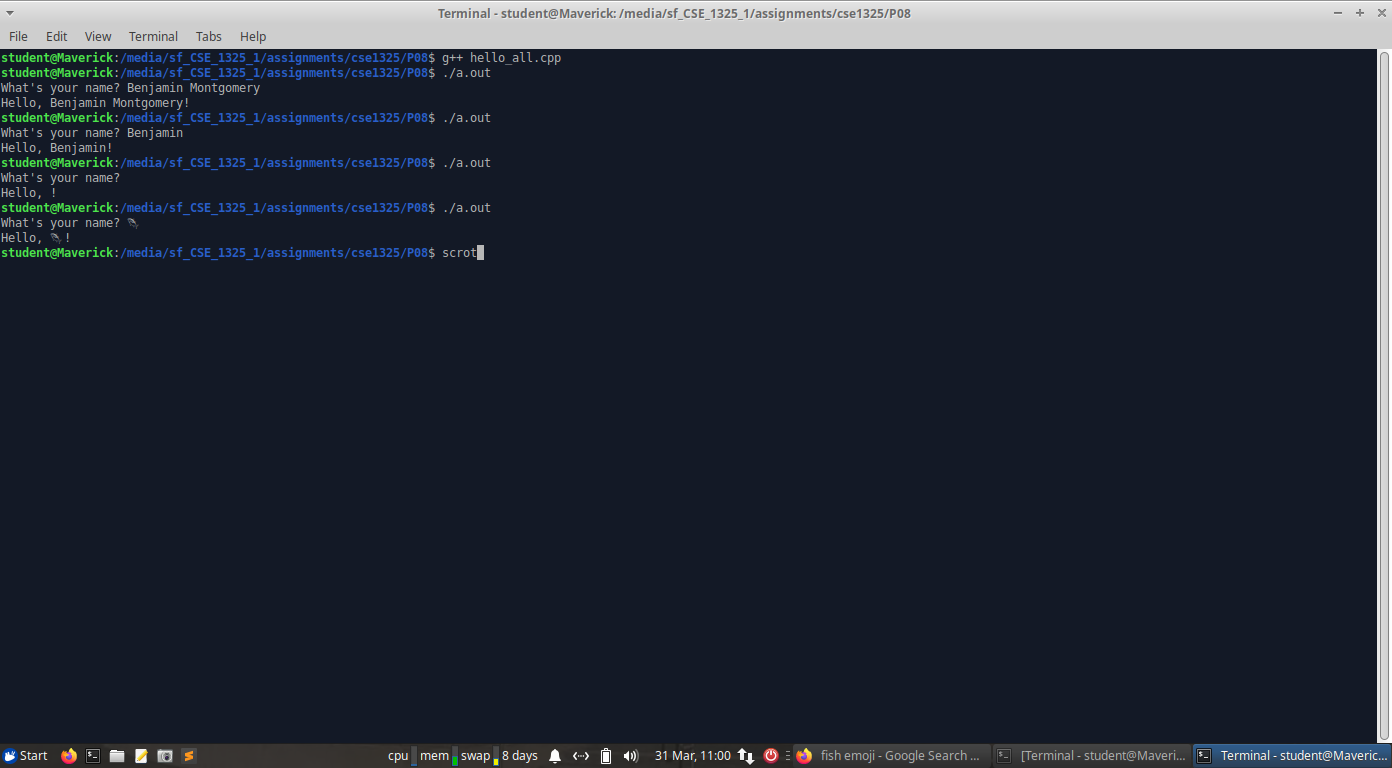 Terminal - student@Maverick: /media/sf_CSE_1325_1/assignments/cse1325/P08
File Edit View Terminal Tabs Help
student@Maverick:/media/sf_CSE_1325_1/assignments/cse1325/P08$ g++ hello_all.cpp
student@Maverick:/media/sf_CSE_1325_1/assignments/cse1325/P08$ ./a.out
What's your name? Benjamin Montgomery
Hello, Benjamin Montgomery!
student@Maverick:/media/sf_CSE_1325_1/assignments/cse1325/P08$ ./a.out
What's your name? Benjamin
Hello, Benjamin!
student@Maverick:/media/sf_CSE_1325_1/assignments/cse1325/P08$ ./a.out
What's your name?
Hello, !
student@Maverick:/media/sf_CSE_1325_1/assignments/cse1325/P08$ ./a.out
What's your name?
Hello, !
student@Maverick:/media/sf_CSE_1325_1/assignments/cse1325/P08$ scrot
Start cpu mem swap 8 days 31 Mar, 11:00 fish emoji - Google Search ... [Terminal - student@Maveri... Terminal - student@Maveric...